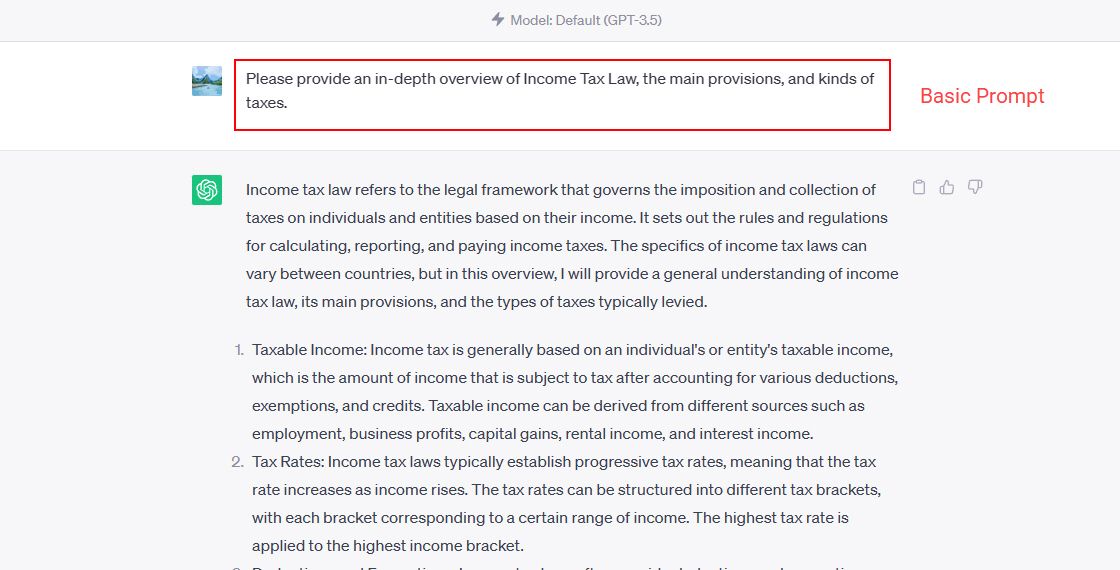 Model: Default (GPT-3.5)
Please provide an in-depth overview of Income Tax Law, the main provisions, and kinds of
taxes.
Basic Prompt
Income tax law refers to the legal framework that governs the imposition and collection of
taxes on individuals and entities based on their income. It sets out the rules and regulations
for calculating, reporting, and paying income taxes. The specifics of income tax laws can
vary between countries, but in this overview, I will provide a general understanding of income
tax law, its main provisions, and the types of taxes typically levied.
1. Taxable Income: Income tax is generally based on an individual's or entity's taxable income,
which is the amount of income that is subject to tax after accounting for various deductions,
exemptions, and credits. Taxable income can be derived from different sources such as
employment, business profits, capital gains, rental income, and interest income.
2. Tax Rates: Income tax laws typically establish progressive tax rates, meaning that the tax
rate increases as income rises. The tax rates can be structured into different tax brackets,
with each bracket corresponding to a certain range of income. The highest tax rate is
applied to the highest income bracket.